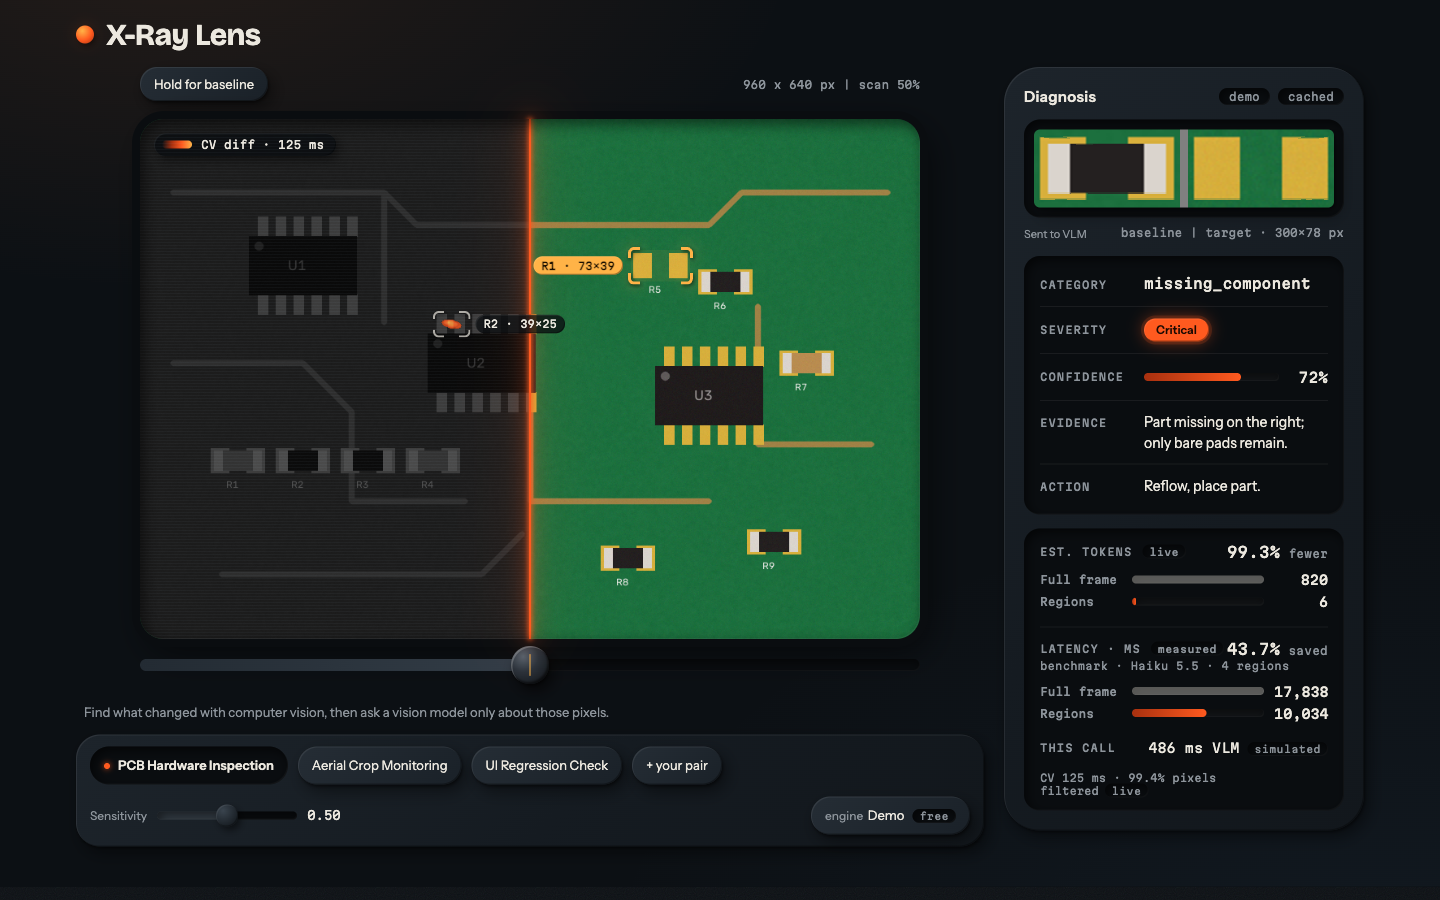 X-Ray Lens
Hold for baseline
960 x 640 px | scan 50%
CV diff · 125 ms
U1
R1 · 73×39
R5
R6
R2 · 39×25
U2
U3
R7
R1
R2
R3
R4
R8
R9
Find what changed with computer vision, then ask a vision model only about those pixels.
PCB Hardware Inspection
Aerial Crop Monitoring
UI Regression Check
+ your pair
Sensitivity
0.50
engine Demo free
Diagnosis
demo
cached
Sent to VLM
baseline | target · 300×78 px
CATEGORY missing_component
SEVERITY Critical
CONFIDENCE 72%
EVIDENCE Part missing on the right;
only bare pads remain.
ACTION Reflow, place part.
EST. TOKENS live 99.3% fewer
Full frame 820
Regions 6
LATENCY · MS measured 43.7% saved
benchmark · Haiku 5.5 · 4 regions
Full frame 17,838
Regions 10,034
THIS CALL 486 ms VLM simulated
CV 125 ms · 99.4% pixels
filtered live